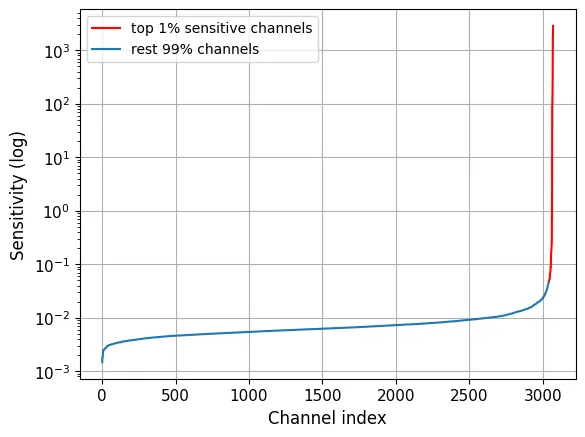 top 1% sensitive channels
rest 99% channels
10³
10²
10¹
10⁰
10⁻¹
10⁻²
10⁻³
Sensitivity (log)
0 500 1000 1500 2000 2500 3000
Channel index